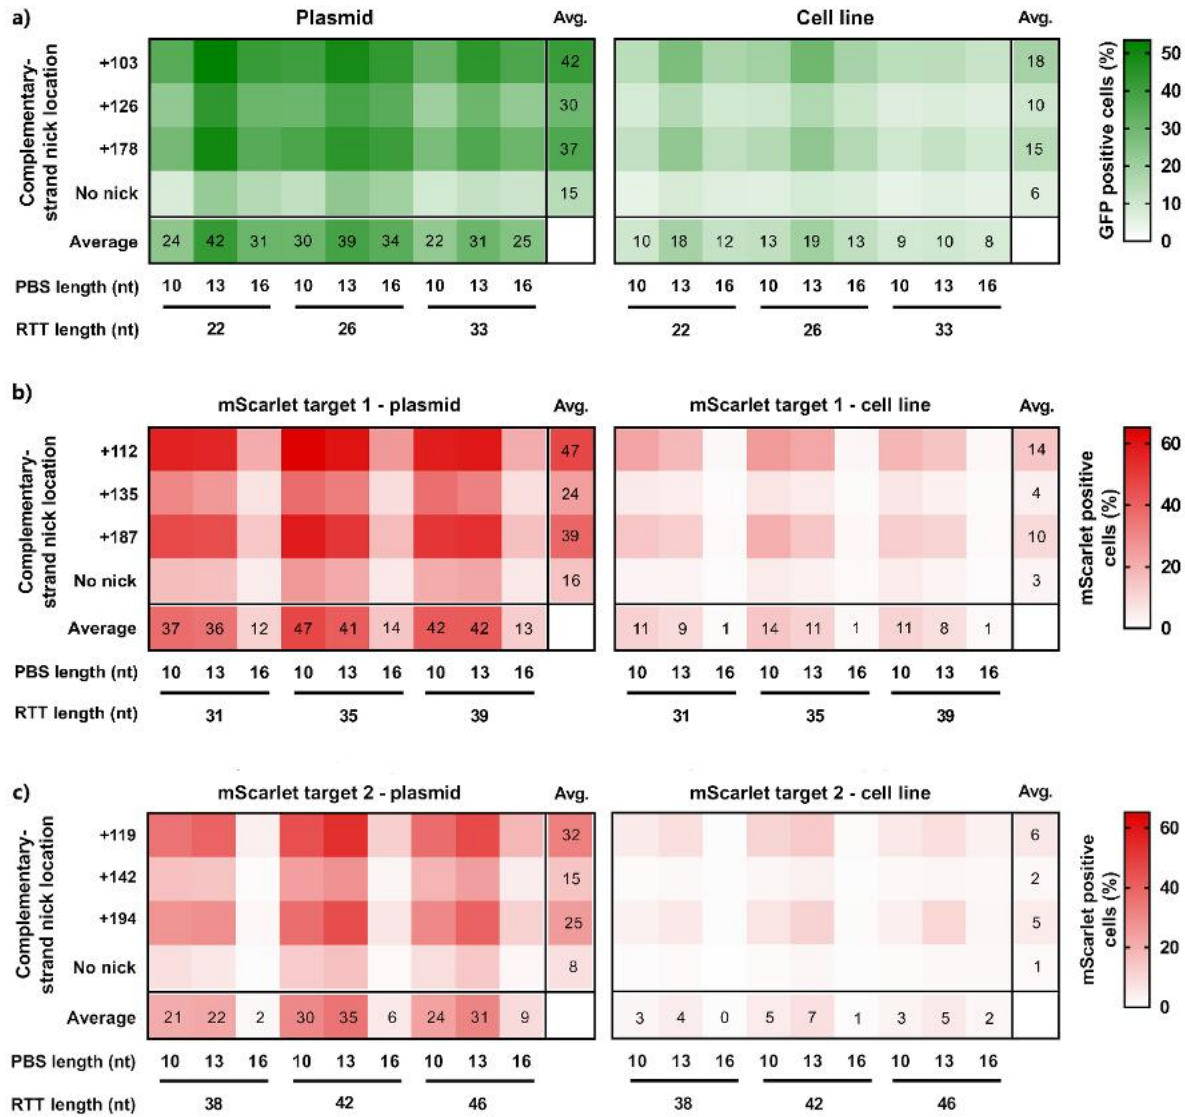 a) Plasmid Avg. Cell line Avg.
Complementary-
strand nick location
+103 42 18
+126 30 10
+178 37 15
No nick 15 6
Average 24 42 31 30 39 34 22 31 25 10 18 12 13 19 13 9 10 8
PBS length (nt) 10 13 16 10 13 16 10 13 16 10 13 16 10 13 16 10 13 16
RTT length (nt) 22 26 33 22 26 33
GFP positive cells (%)
50
40
30
20
10
0
b) mScarlet target 1 - plasmid Avg. mScarlet target 1 - cell line Avg.
Complementary-
strand nick location
+112 47 14
+135 24 4
+187 39 10
No nick 16 3
Average 37 36 12 47 41 14 42 42 13 11 9 1 14 11 1 11 8 1
PBS length (nt) 10 13 16 10 13 16 10 13 16 10 13 16 10 13 16 10 13 16
RTT length (nt) 31 35 39 31 35 39
mScarlet positive
cells (%)
60
40
20
0
c) mScarlet target 2 - plasmid Avg. mScarlet target 2 - cell line Avg.
Complementary-
strand nick location
+119 32 6
+142 15 2
+194 25 5
No nick 8 1
Average 21 22 2 30 35 6 24 31 9 3 4 0 5 7 1 3 5 2
PBS length (nt) 10 13 16 10 13 16 10 13 16 10 13 16 10 13 16 10 13 16
RTT length (nt) 38 42 46 38 42 46
mScarlet positive
cells (%)
60
40
20
0